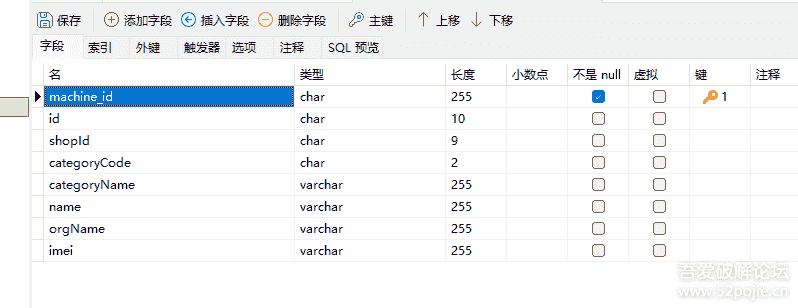 保存 添加字段 插入字段 删除字段 主键 上移 下移
字段 索引 外键 触发器 选项 注释 SQL 预览
名 类型 长度 小数点 不是 null 虚拟 键 注释
machine_id char 255 1
id char 10
shopId char 9
categoryCode char 2
categoryName varchar 255
name varchar 255
orgName varchar 255
imei varchar 255
吾爱破解论坛
www.52pojie.cn